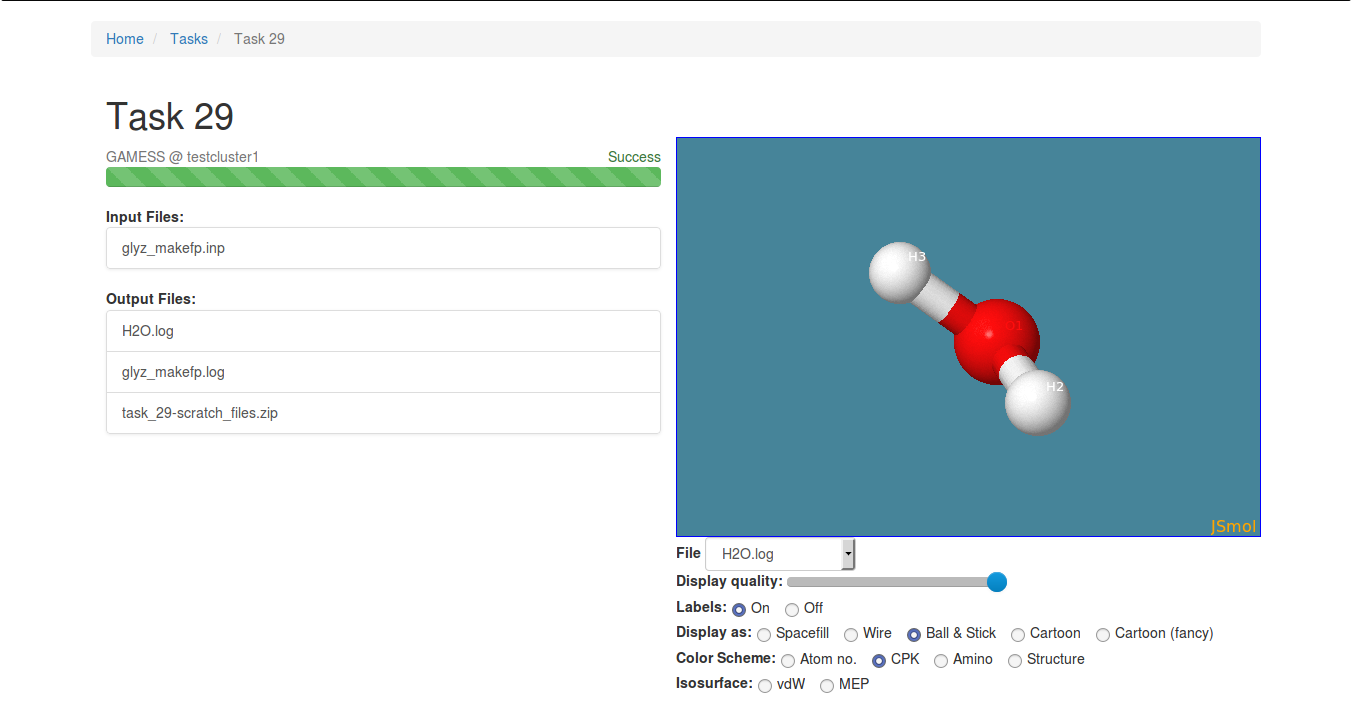 Home / Tasks / Task 29
Task 29
GAMESS @ testcluster1 Success
Input Files:
glyz_makefp.inp
Output Files:
H2O.log
glyz_makefp.log
task_29-scratch_files.zip
H3
O1
H2
JSmol
File H2O.log
Display quality:
Labels: On Off
Display as: Spacefill Wire Ball & Stick Cartoon Cartoon (fancy)
Color Scheme: Atom no. CPK Amino Structure
Isosurface: vdW MEP